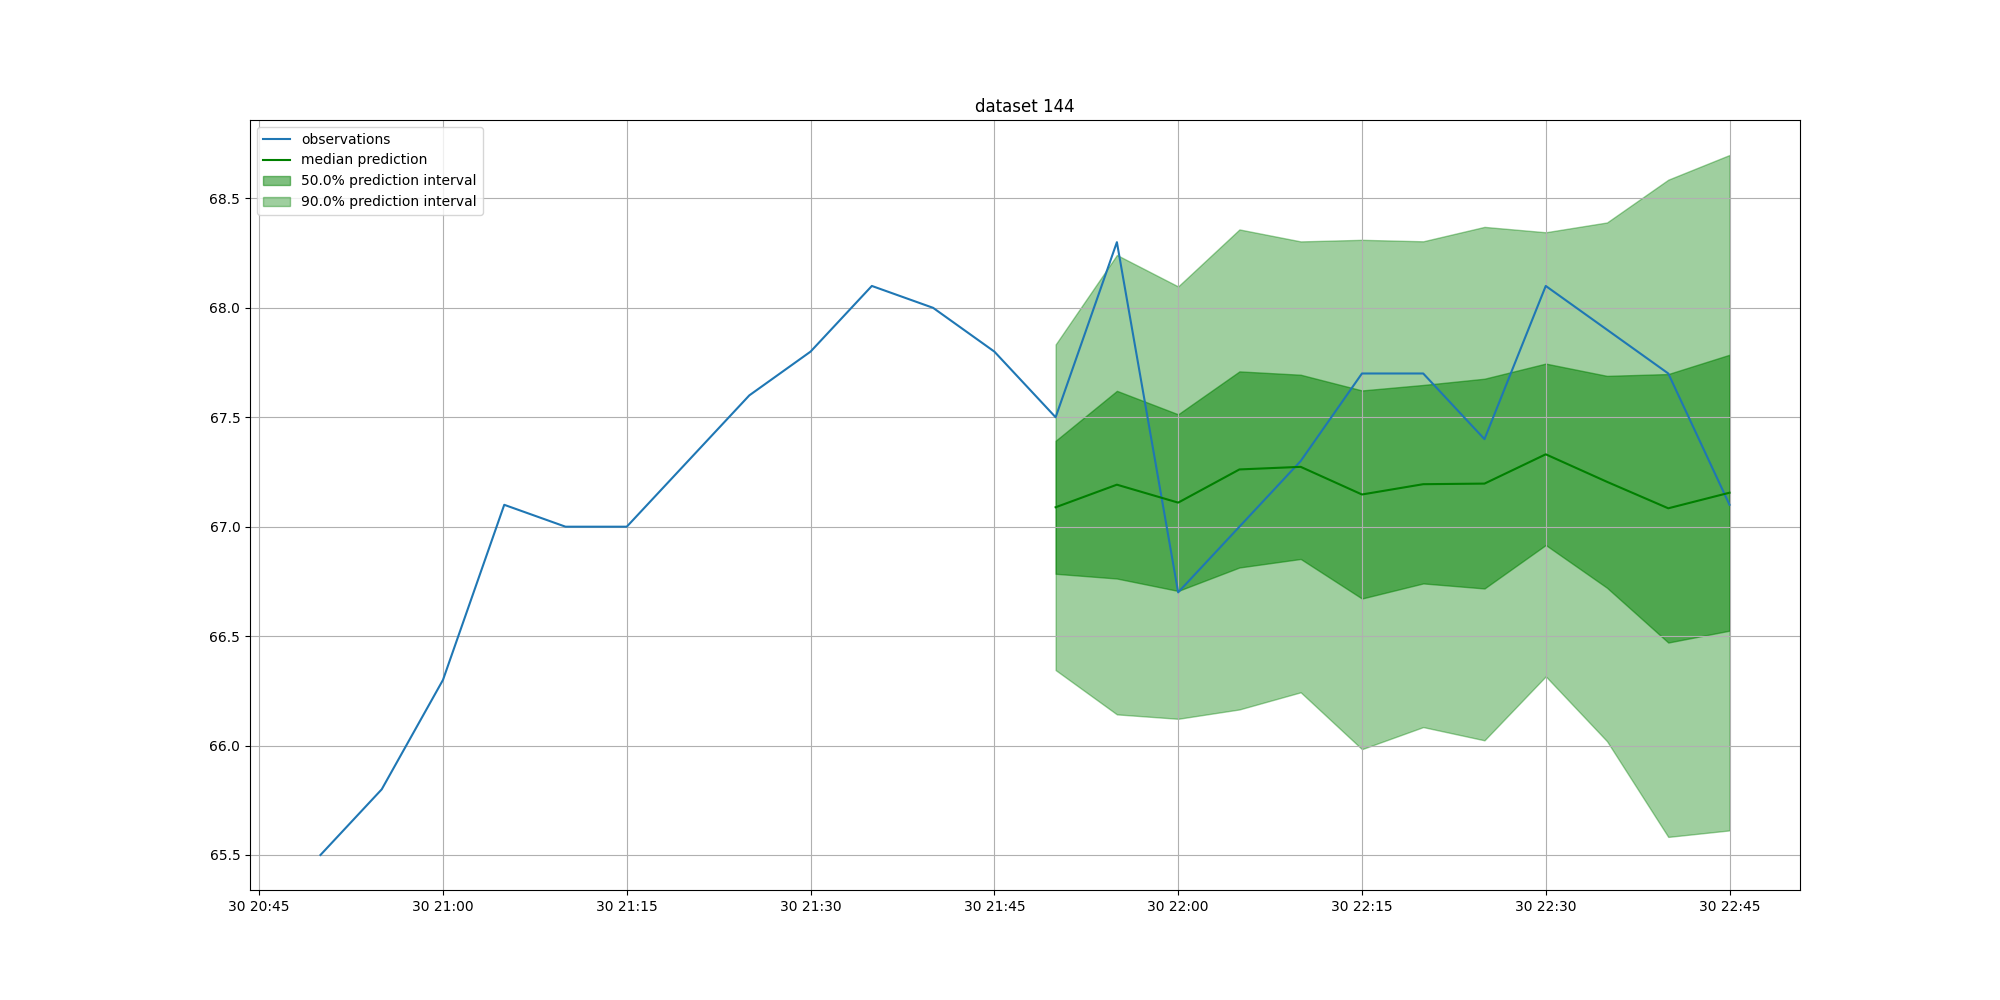 dataset 144
observations
median prediction
50.0% prediction interval
90.0% prediction interval
68.5
68.0
67.5
67.0
66.5
66.0
65.5
30 20:45 30 21:00 30 21:15 30 21:30 30 21:45 30 22:00 30 22:15 30 22:30 30 22:45